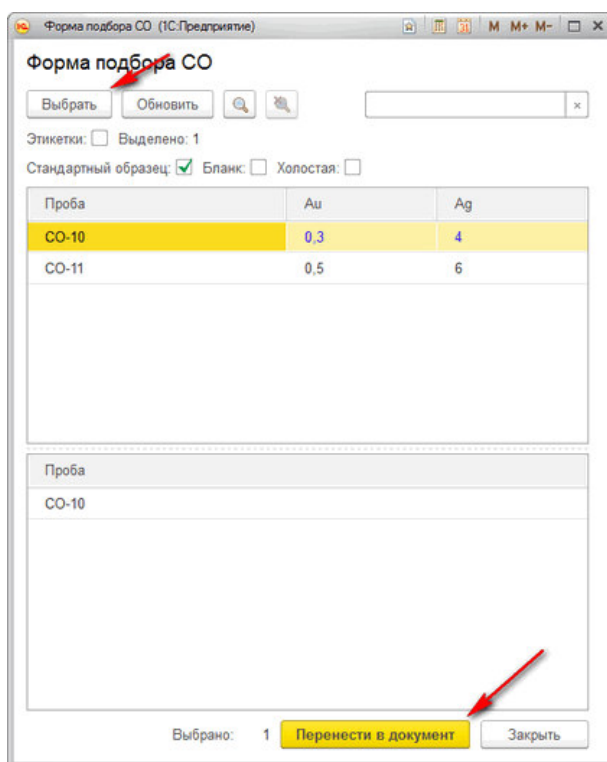 Форма подбора СО (1С:Предприятие)
M M+ M-
Форма подбора СО
Выбрать Обновить
Этикетки: Выделено: 1
Стандартный образец: Бланк: Холостая:
Проба Au Ag
СО-10 0,3 4
СО-11 0,5 6
Проба
СО-10
Выбрано: 1 Перенести в документ Закрыть